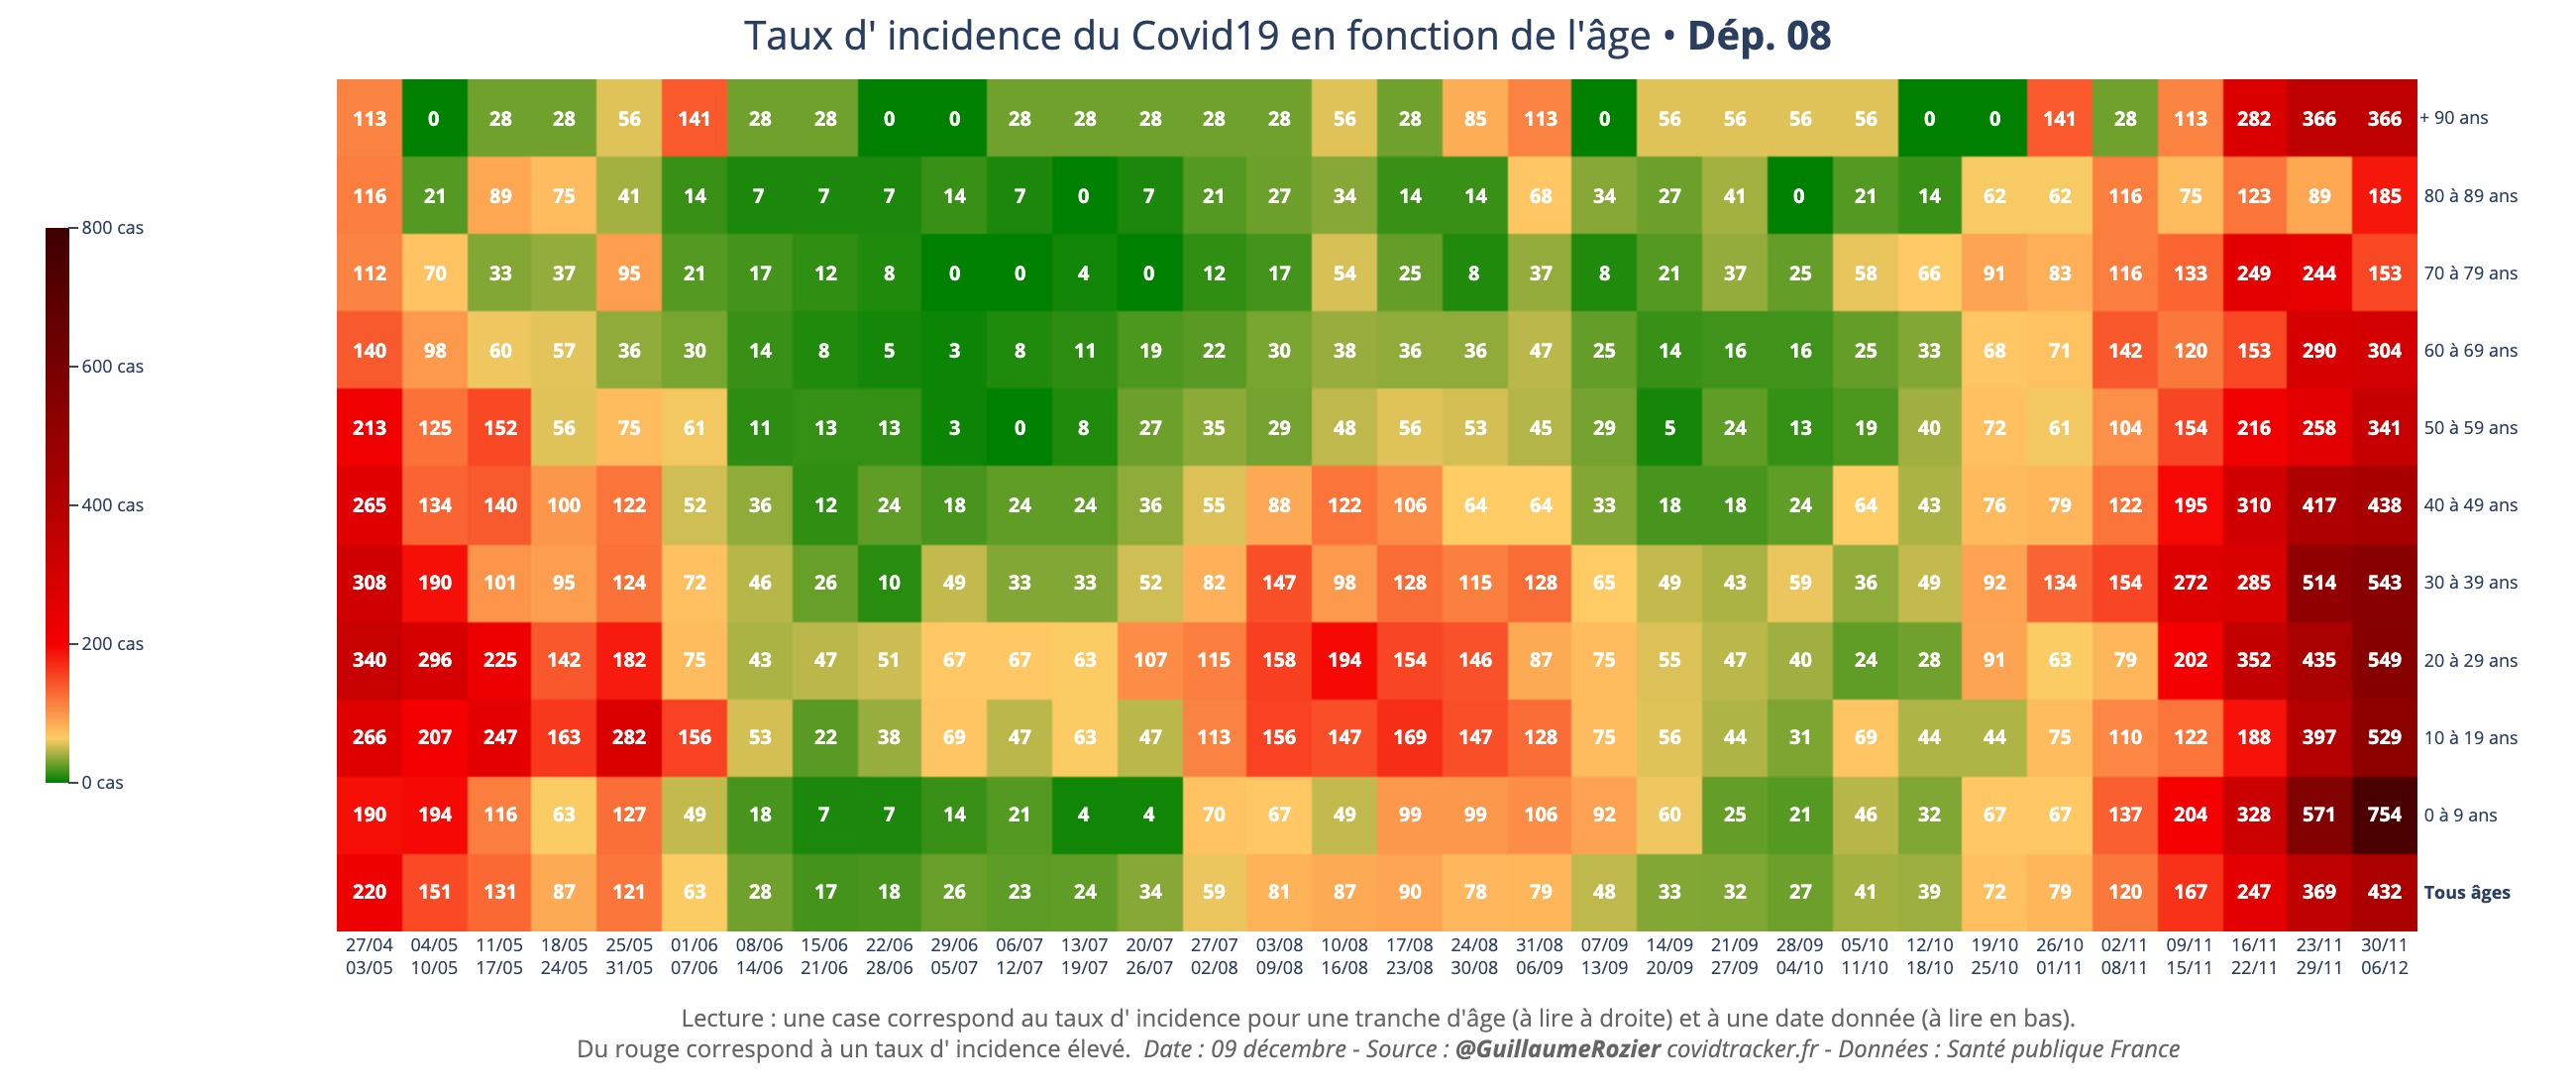 Taux d' incidence du Covid19 en fonction de l'âge • Dép. 08
800 cas
600 cas
400 cas
200 cas
0 cas
113 0 28 28 56 141 28 28 0 0 28 28 28 28 28 56 28 85 113 0 56 56 56 56 0 0 141 28 113 282 366 366 + 90 ans
116 21 89 75 41 14 7 7 7 14 7 0 7 21 27 34 14 14 68 34 27 41 0 21 14 62 62 116 75 123 89 185 80 à 89 ans
112 70 33 37 95 21 17 12 8 0 0 4 0 12 17 54 25 8 37 8 21 37 25 58 66 91 83 116 133 249 244 153 70 à 79 ans
140 98 60 57 36 30 14 8 5 3 8 11 19 22 30 38 36 36 47 25 14 16 16 25 33 68 71 142 120 153 290 304 60 à 69 ans
213 125 152 56 75 61 11 13 13 3 0 8 27 35 29 48 56 53 45 29 5 24 13 19 40 72 61 104 154 216 258 341 50 à 59 ans
265 134 140 100 122 52 36 12 24 18 24 24 36 55 88 122 106 64 64 33 18 18 24 64 43 76 79 122 195 310 417 438 40 à 49 ans
308 190 101 95 124 72 46 26 10 49 33 33 52 82 147 98 128 115 128 65 49 43 59 36 49 92 134 154 272 285 514 543 30 à 39 ans
340 296 225 142 182 75 43 47 51 67 67 63 107 115 158 194 154 146 87 75 55 47 40 24 28 91 63 79 202 352 435 549 20 à 29 ans
266 207 247 163 282 156 53 22 38 69 47 63 47 113 156 147 169 147 128 75 56 44 31 69 44 44 75 110 122 188 397 529 10 à 19 ans
190 194 116 63 127 49 18 7 7 14 21 4 4 70 67 49 99 99 106 92 60 25 21 46 32 67 67 137 204 328 571 754 0 à 9 ans
220 151 131 87 121 63 28 17 18 26 23 24 34 59 81 87 90 78 79 48 33 32 27 41 39 72 79 120 167 247 369 432 Tous âges
27/04 04/05 11/05 18/05 25/05 01/06 08/06 15/06 22/06 29/06 06/07 13/07 20/07 27/07 03/08 10/08 17/08 24/08 31/08 07/09 14/09 21/09 28/09 05/10 12/10 19/10 26/10 02/11 09/11 16/11 23/11 30/11
03/05 10/05 17/05 24/05 31/05 07/06 14/06 21/06 28/06 05/07 12/07 19/07 26/07 02/08 09/08 16/08 23/08 30/08 06/09 13/09 20/09 27/09 04/10 11/10 18/10 25/10 01/11 08/11 15/11 22/11 29/11 06/12
Lecture : une case correspond au taux d' incidence pour une tranche d'âge (à lire à droite) et à une date donnée (à lire en bas).
Du rouge correspond à un taux d' incidence élevé. Date : 09 décembre - Source : @GuillaumeRozier covidtracker.fr - Données : Santé publique France